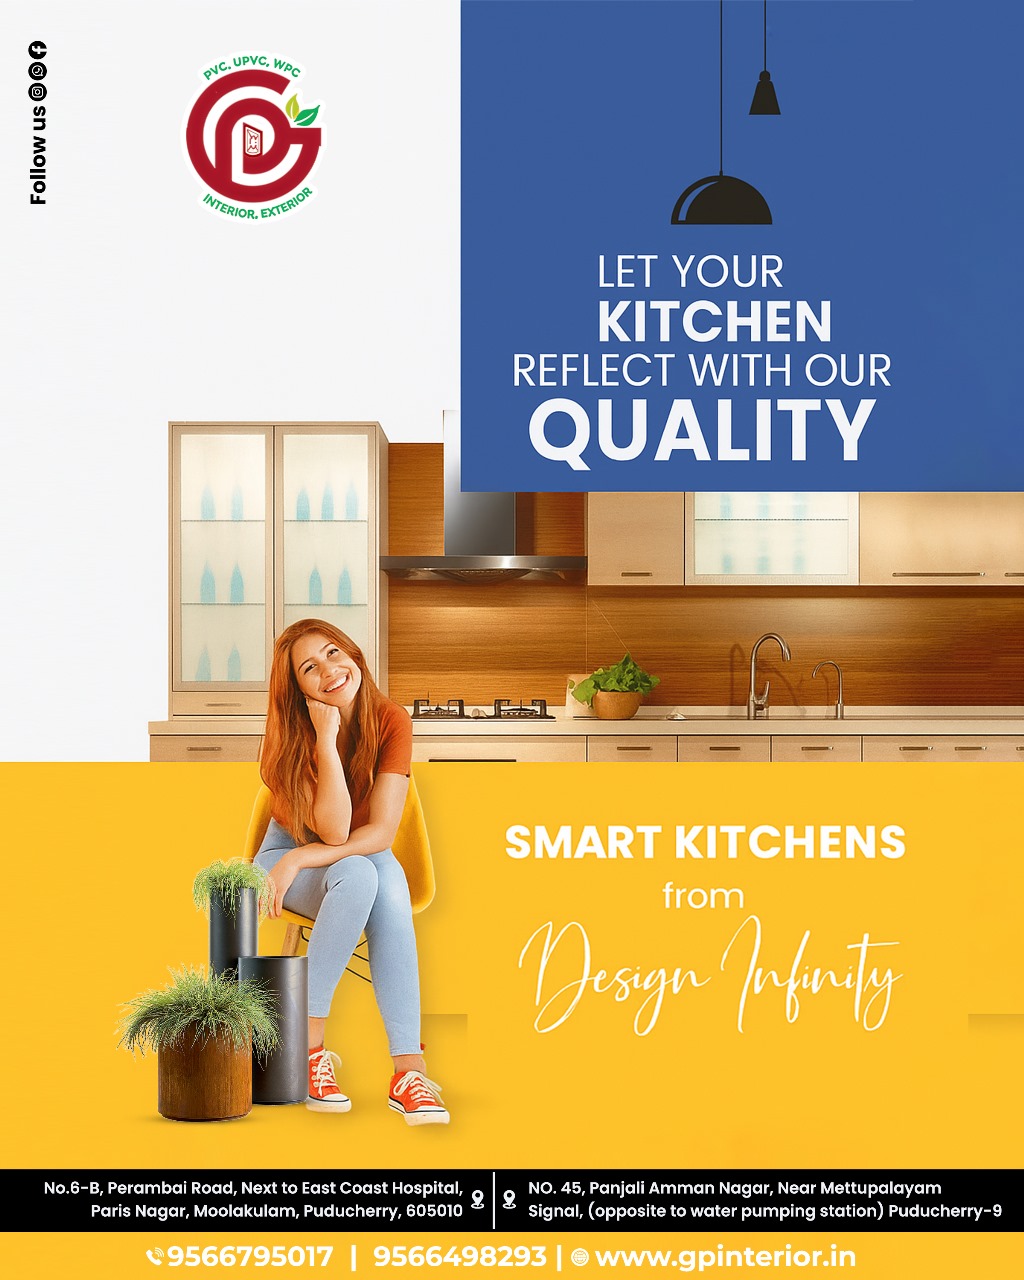 Follow us
PVC. UPVC, WPC
INTERIOR. EXTERIOR
LET YOUR
KITCHEN
REFLECT WITH OUR
QUALITY
SMART KITCHENS
from
Design Infinity
No.6-B, Perambai Road, Next to East Coast Hospital,
Paris Nagar, Moolakulam, Puducherry, 605010
NO. 45, Panjali Amman Nagar, Near Mettupalayam
Signal, (opposite to water pumping station) Puducherry-9
9566795017 | 9566498293 | www.gpinterior.in